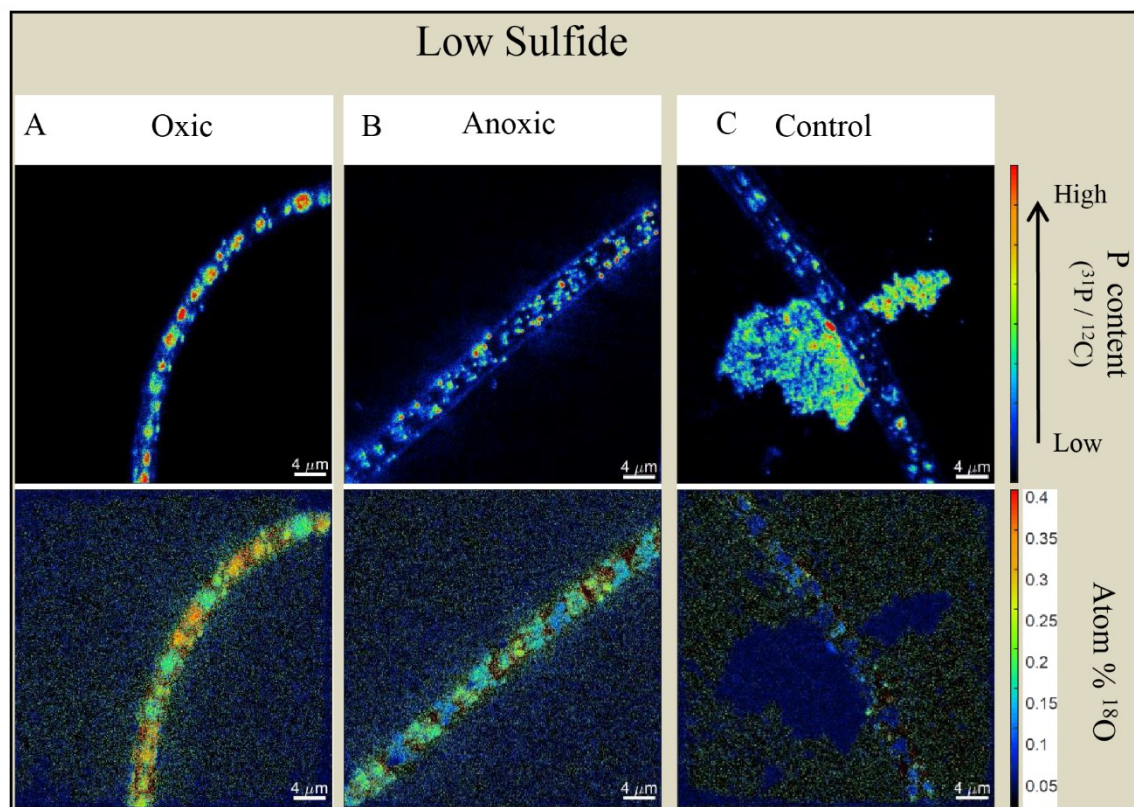 Low Sulfide
A Oxic
B Anoxic
C Control
High
Low
P content
(³¹P / ¹²C)
4 μm
4 μm
4 μm
0.4
0.35
0.3
0.25
0.2
0.15
0.1
0.05
Atom % ¹⁸O
4 μm
4 μm
4 μm